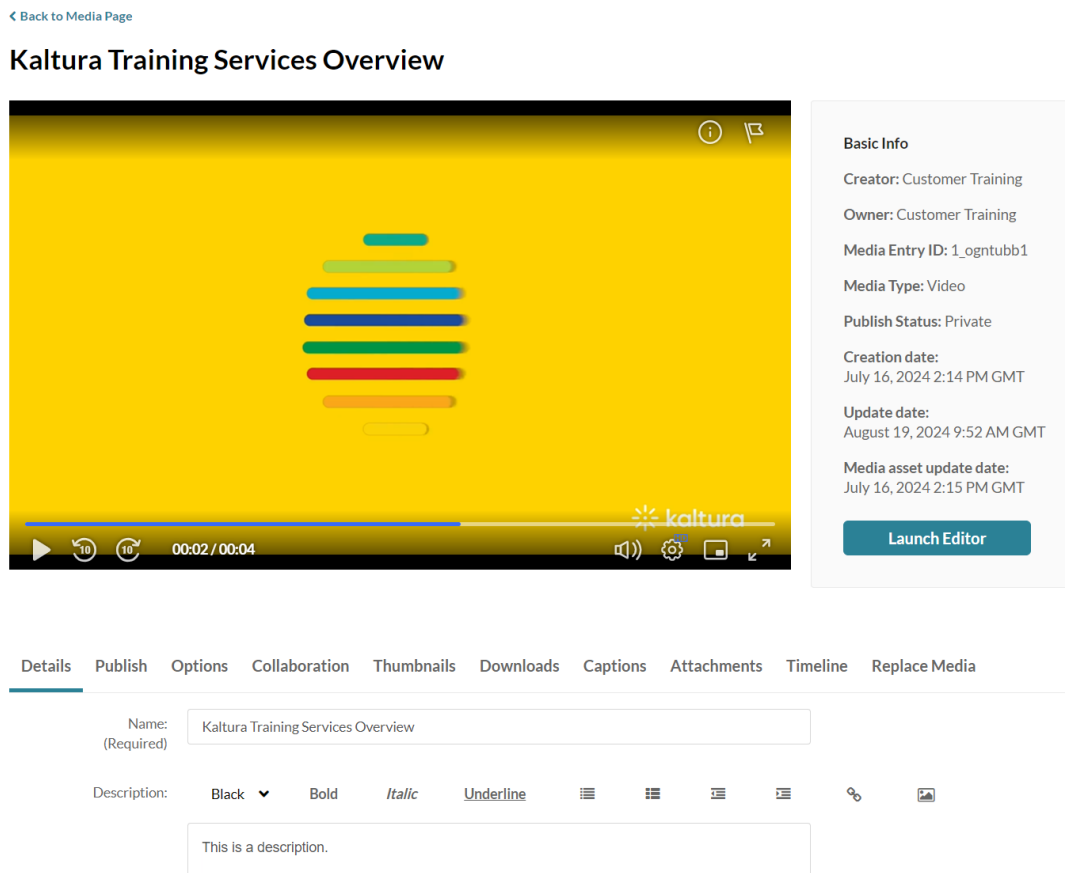 Back to Media Page
Kaltura Training Services Overview
10 10 00:02 / 00:04
kaltura
Basic Info
Creator: Customer Training
Owner: Customer Training
Media Entry ID: 1_ogntubb1
Media Type: Video
Publish Status: Private
Creation date:
July 16, 2024 2:14 PM GMT
Update date:
August 19, 2024 9:52 AM GMT
Media asset update date:
July 16, 2024 2:15 PM GMT
Launch Editor
Details Publish Options Collaboration Thumbnails Downloads Captions Attachments Timeline Replace Media
Name:
(Required)
Kaltura Training Services Overview
Description:
Black Bold Italic Underline
This is a description.